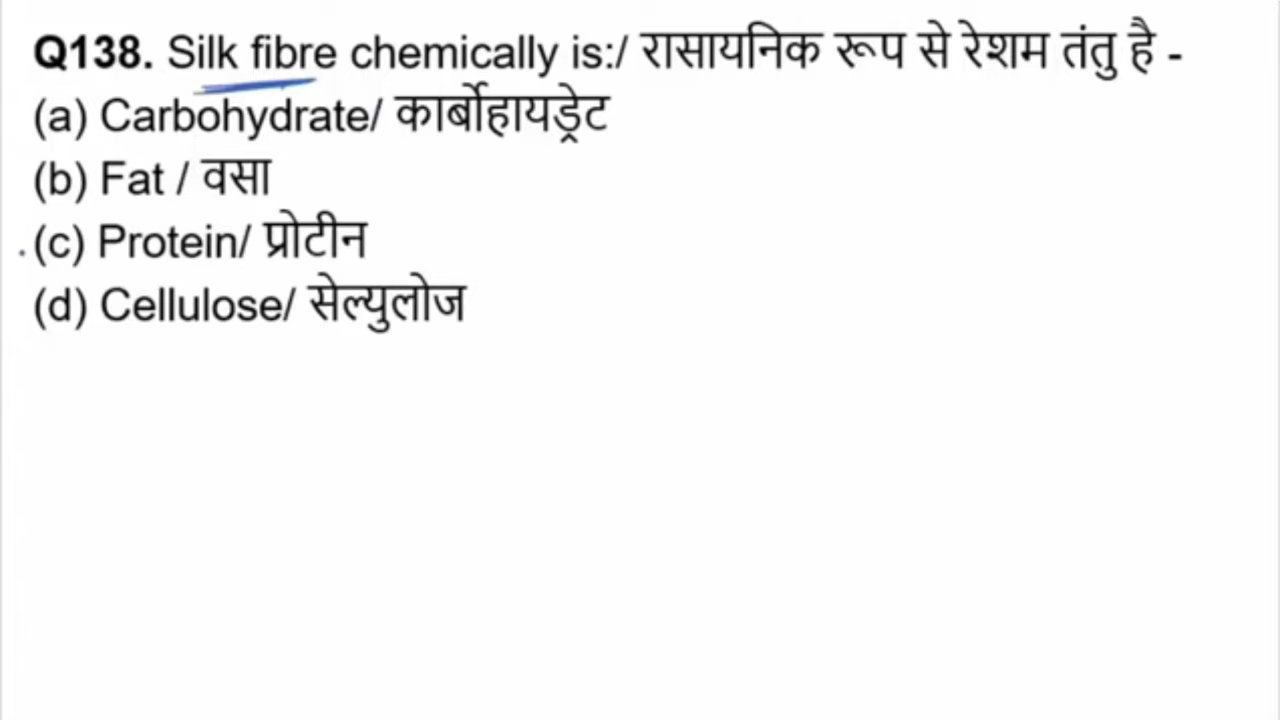 Q138. Silk fibre chemically is:/ रासायनिक रूप से रेशम तंतु है -
(a) Carbohydrate/ कार्बोहायड्रेट
(b) Fat / वसा
(c) Protein/ प्रोटीन
(d) Cellulose/ सेल्युलोज